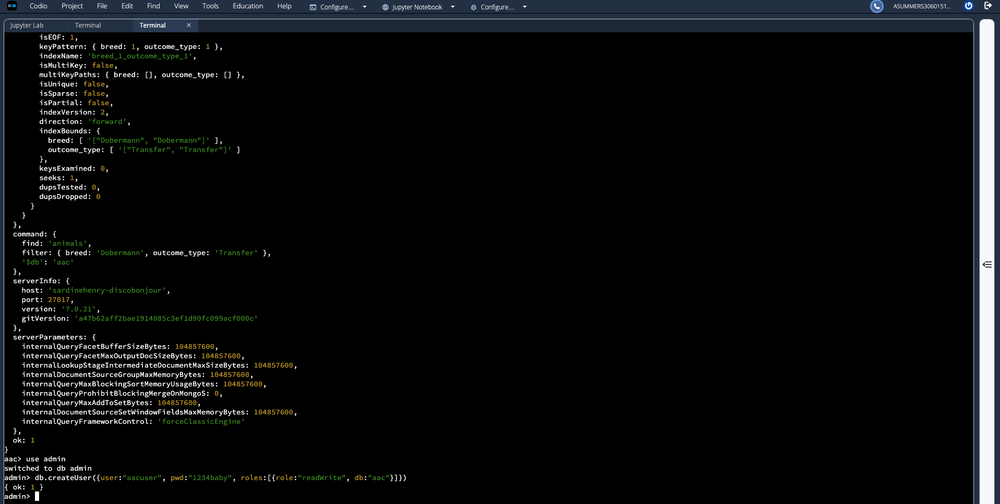 Codio Project File Edit Find View Tools Education Help Configure.... Jupyter Notebook Configure.... ASUMMERS3060151...
Jupyter Lab Terminal Terminal ×
isEOF: 1,
keyPattern: { breed: 1, outcome_type: 1 },
indexName: 'breed_1_outcome_type_1',
isMultiKey: false,
multiKeyPaths: { breed: [], outcome_type: [] },
isUnique: false,
isSparse: false,
isPartial: false,
indexVersion: 2,
direction: 'forward',
indexBounds: {
breed: [ '["Dobermann", "Dobermann"]' ],
outcome_type: [ '["Transfer", "Transfer"]' ]
},
keysExamined: 0,
seeks: 1,
dupsTested: 0,
dupsDropped: 0
}
}
},
command: {
find: 'animals',
filter: { breed: 'Dobermann', outcome_type: 'Transfer' },
'$db': 'aac'
},
serverInfo: {
host: 'sardinehenry-discobonjour',
port: 27017,
version: '7.0.21',
gitVersion: 'a47b62aff2bae1914085c3ef1d90fc099acf000c'
},
serverParameters: {
internalQueryFacetBufferSizeBytes: 104857600,
internalQueryFacetMaxOutputDocSizeBytes: 104857600,
internalLookupStageIntermediateDocumentMaxSizeBytes: 104857600,
internalDocumentSourceGroupMaxMemoryBytes: 104857600,
internalQueryMaxBlockingSortMemoryUsageBytes: 104857600,
internalQueryProhibitBlockingMergeOnMongoS: 0,
internalQueryMaxAddToSetBytes: 104857600,
internalDocumentSourceSetWindowFieldsMaxMemoryBytes: 104857600,
internalQueryFrameworkControl: 'forceClassicEngine'
},
ok: 1
}
aac> use admin
switched to db admin
admin> db.createUser({user:"aacuser", pwd:"1234baby", roles:[{role:"readWrite", db:"aac"}]})
{ ok: 1 }
admin>